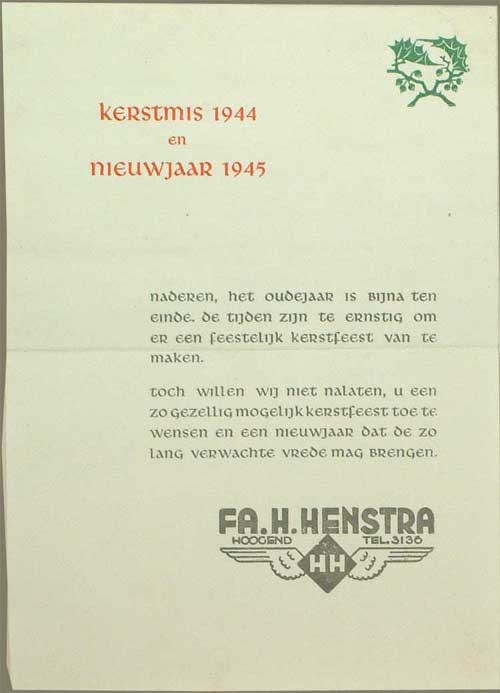 KERSTMIS 1944
en
NIEUWJAAR 1945
NADEREN, HET OUDEJAAR IS BIJNA TEN
EINDE. DE TIJDEN ZIJN TE ERNSTIG OM
ER EEN FEESTELIJK KERSTFEEST VAN TE
MAKEN.
TOCH WILLEN WIJ NIET NALATEN, U EEN
ZO GEZELLIG MOGELIJK KERSTFEEST TOE TE
WENSEN EN EEN NIEUWJAAR DAT DE ZO
LANG VERWACHTE VREDE MAG BRENGEN.
FA. H. HENSTRA
HOOGEND TEL. 3136
HH